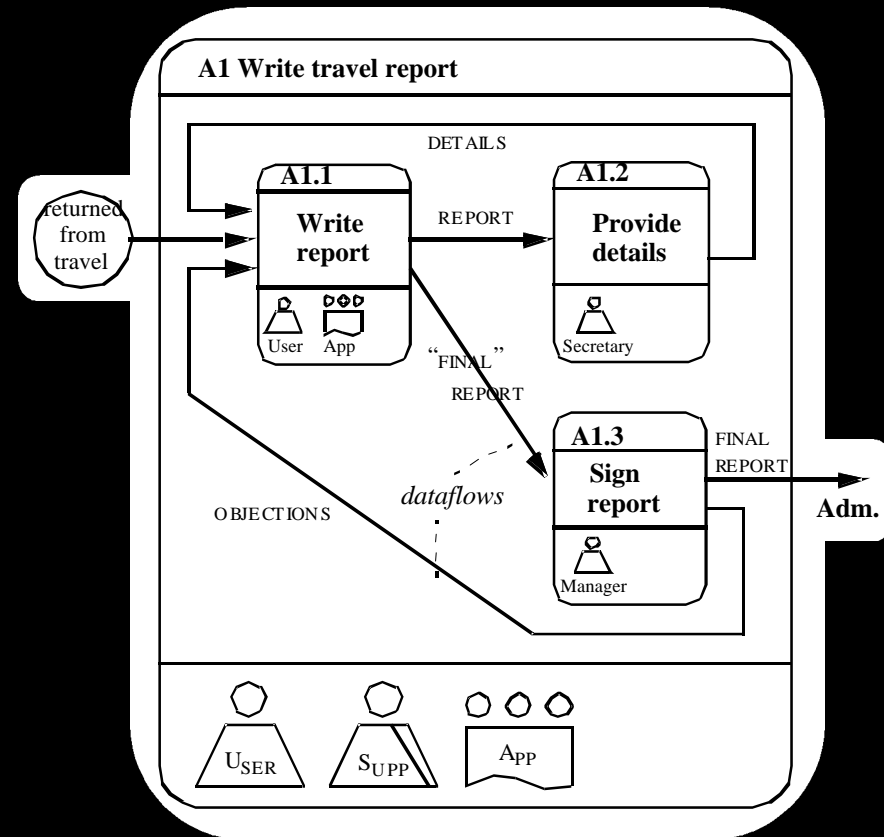 A1 Write travel report
DETAILS
A1.1
A1.2
returned
from
travel
Write
report
REPORT
Provide
details
User
App
Secretary
“FINAL”
REPORT
A1.3
Sign
report
FINAL
REPORT
Adm.
dataflows
OBJECTIONS
Manager
USER
SUPP
APP